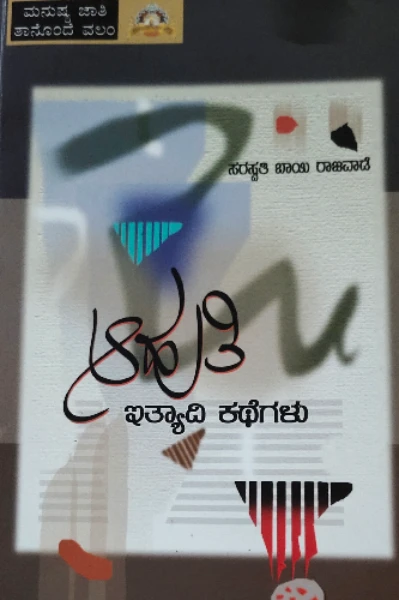 ಮನುಷ್ಯ ಜಾತಿ
ತಾನೊಂದೆ ವಲಂ
ಸರಸ್ವತಿ ಬಾಯಿ ರಾಜವಾಡೆ
ಆಹುತಿ
ಇತ್ಯಾದಿ ಕಥೆಗಳು